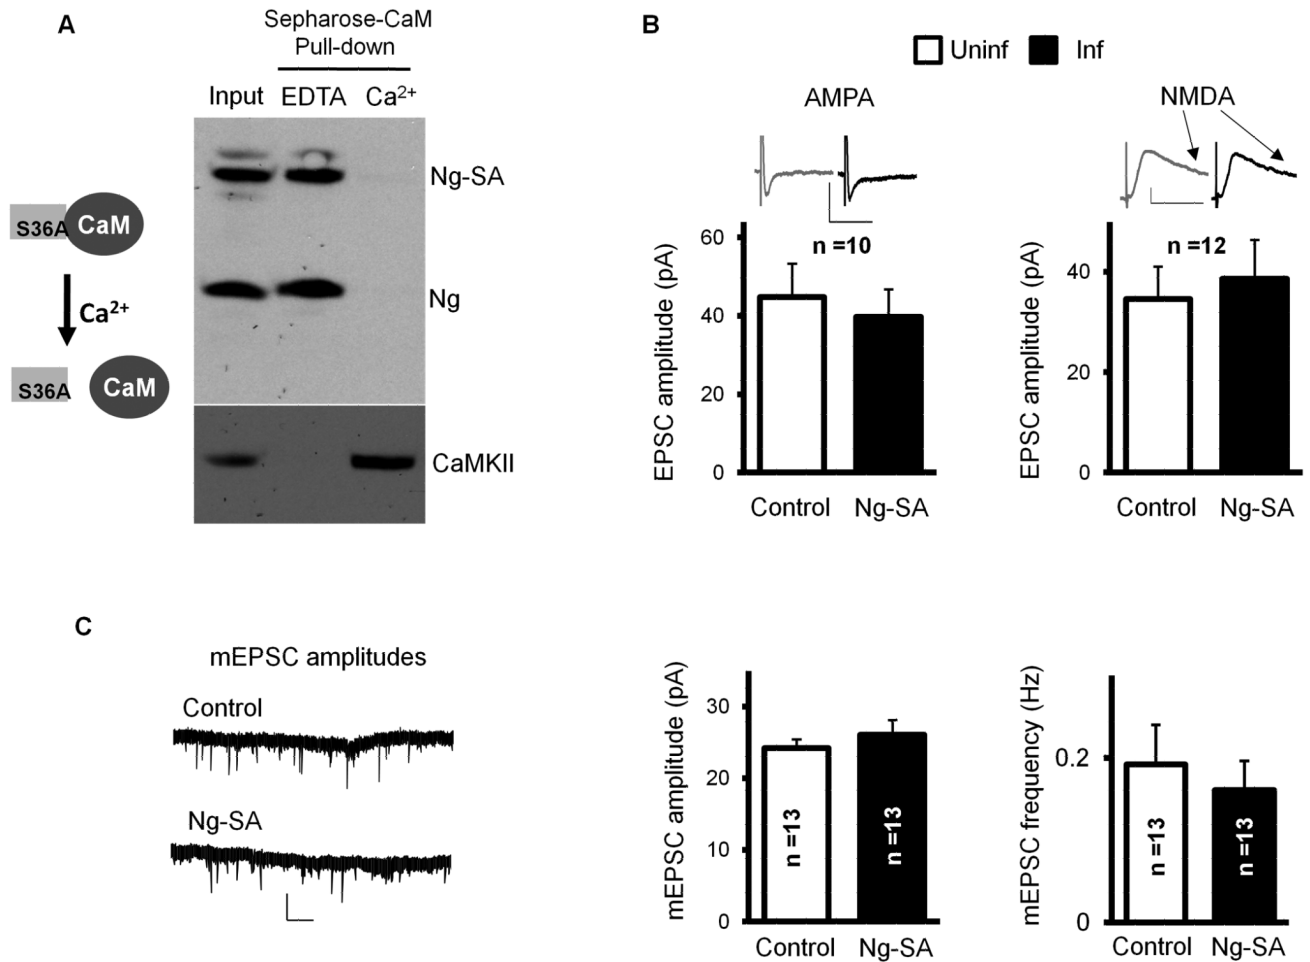 A
Sepharose-CaM
Pull-down
Input EDTA Ca2+
Ng-SA
S36A CaM
Ca2+
Ng
S36A CaM
CaMKII
B
Uninf Inf
AMPA
NMDA
EPSC amplitude (pA)
60
40
20
0
n =10
Control Ng-SA
EPSC amplitude (pA)
40
20
0
n =12
Control Ng-SA
C
mEPSC amplitudes
Control
Ng-SA
mEPSC amplitude (pA)
30
20
10
0
n =13
n =13
Control Ng-SA
mEPSC frequency (Hz)
0.2
0
n =13
n =13
Control Ng-SA